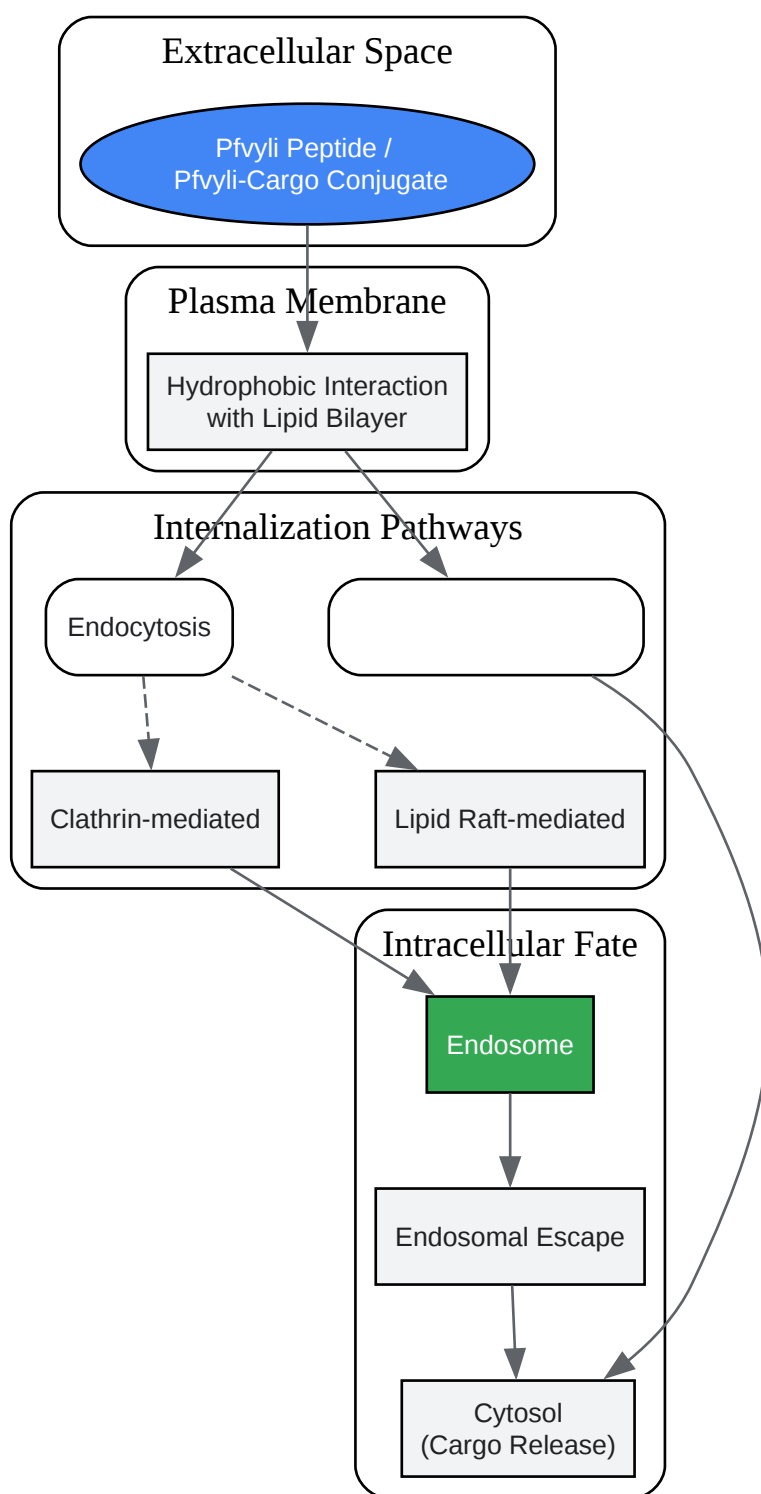 Extracellular Space
Pfvyli Peptide /
Pfvyli-Cargo Conjugate
Plasma Membrane
Hydrophobic Interaction
with Lipid Bilayer
Internalization Pathways
Endocytosis
Clathrin-mediated
Lipid Raft-mediated
Intracellular Fate
Endosome
Endosomal Escape
Cytosol
(Cargo Release)